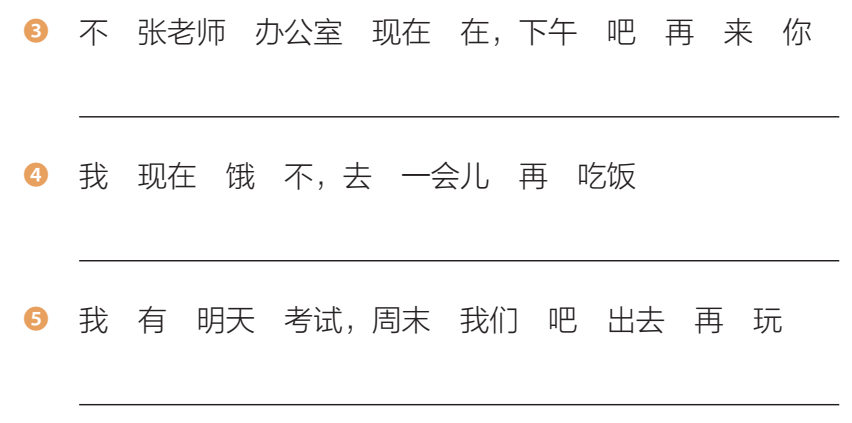 3 不 张老师 办公室 现在 在，下午 吧 再 来 你
4 我 现在 饿 不，去 一会儿 再 吃饭
5 我 有 明天 考试，周末 我们 吧 出去 再 玩